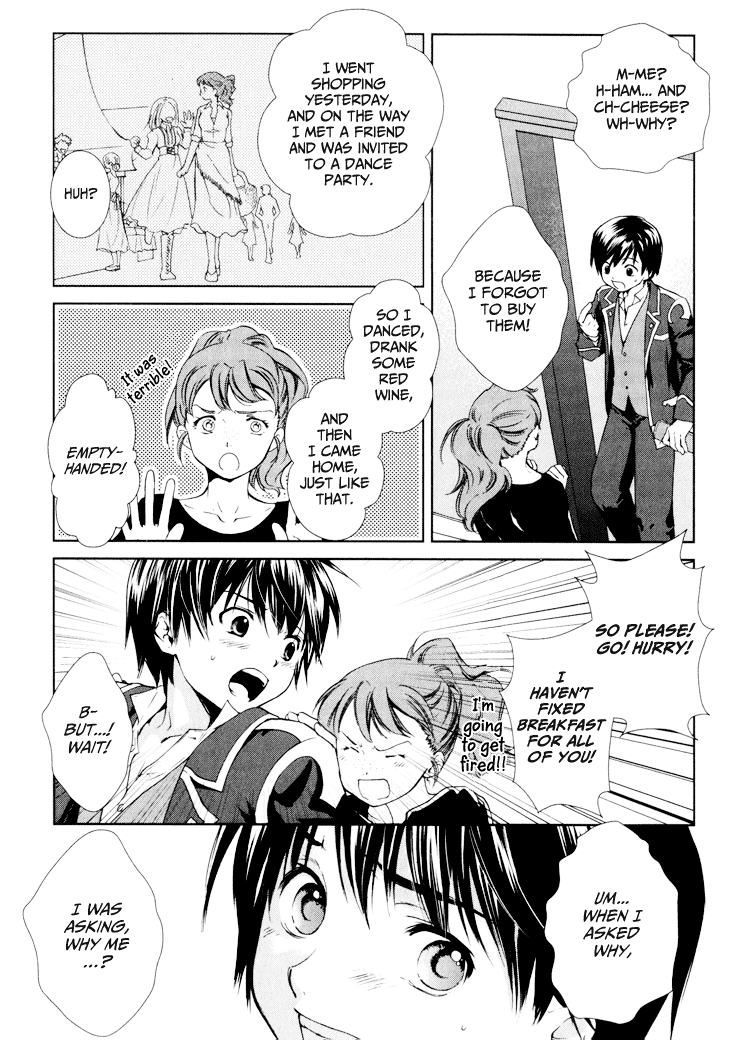 M-ME?
H-HAM... AND
CH-CHEESE?
WH-WHY?
BECAUSE
I FORGOT
TO BUY
THEM!
I WENT
SHOPPING
YESTERDAY,
AND ON THE WAY
I MET A FRIEND
AND WAS INVITED
TO A DANCE
PARTY.
HUH?
SO I
DANCED,
DRANK
SOME
RED
WINE,
AND
THEN
I CAME
HOME,
JUST LIKE
THAT.
It was
terrible!
EMPTY-
HANDED!
SO PLEASE!
GO! HURRY!
I
HAVEN'T
FIXED
BREAKFAST
FOR ALL
OF YOU!
I'm
going
to get
fired!!
B-
BUT...!
WAIT!
UM...
WHEN I
ASKED
WHY,
I WAS
ASKING,
WHY ME
...?